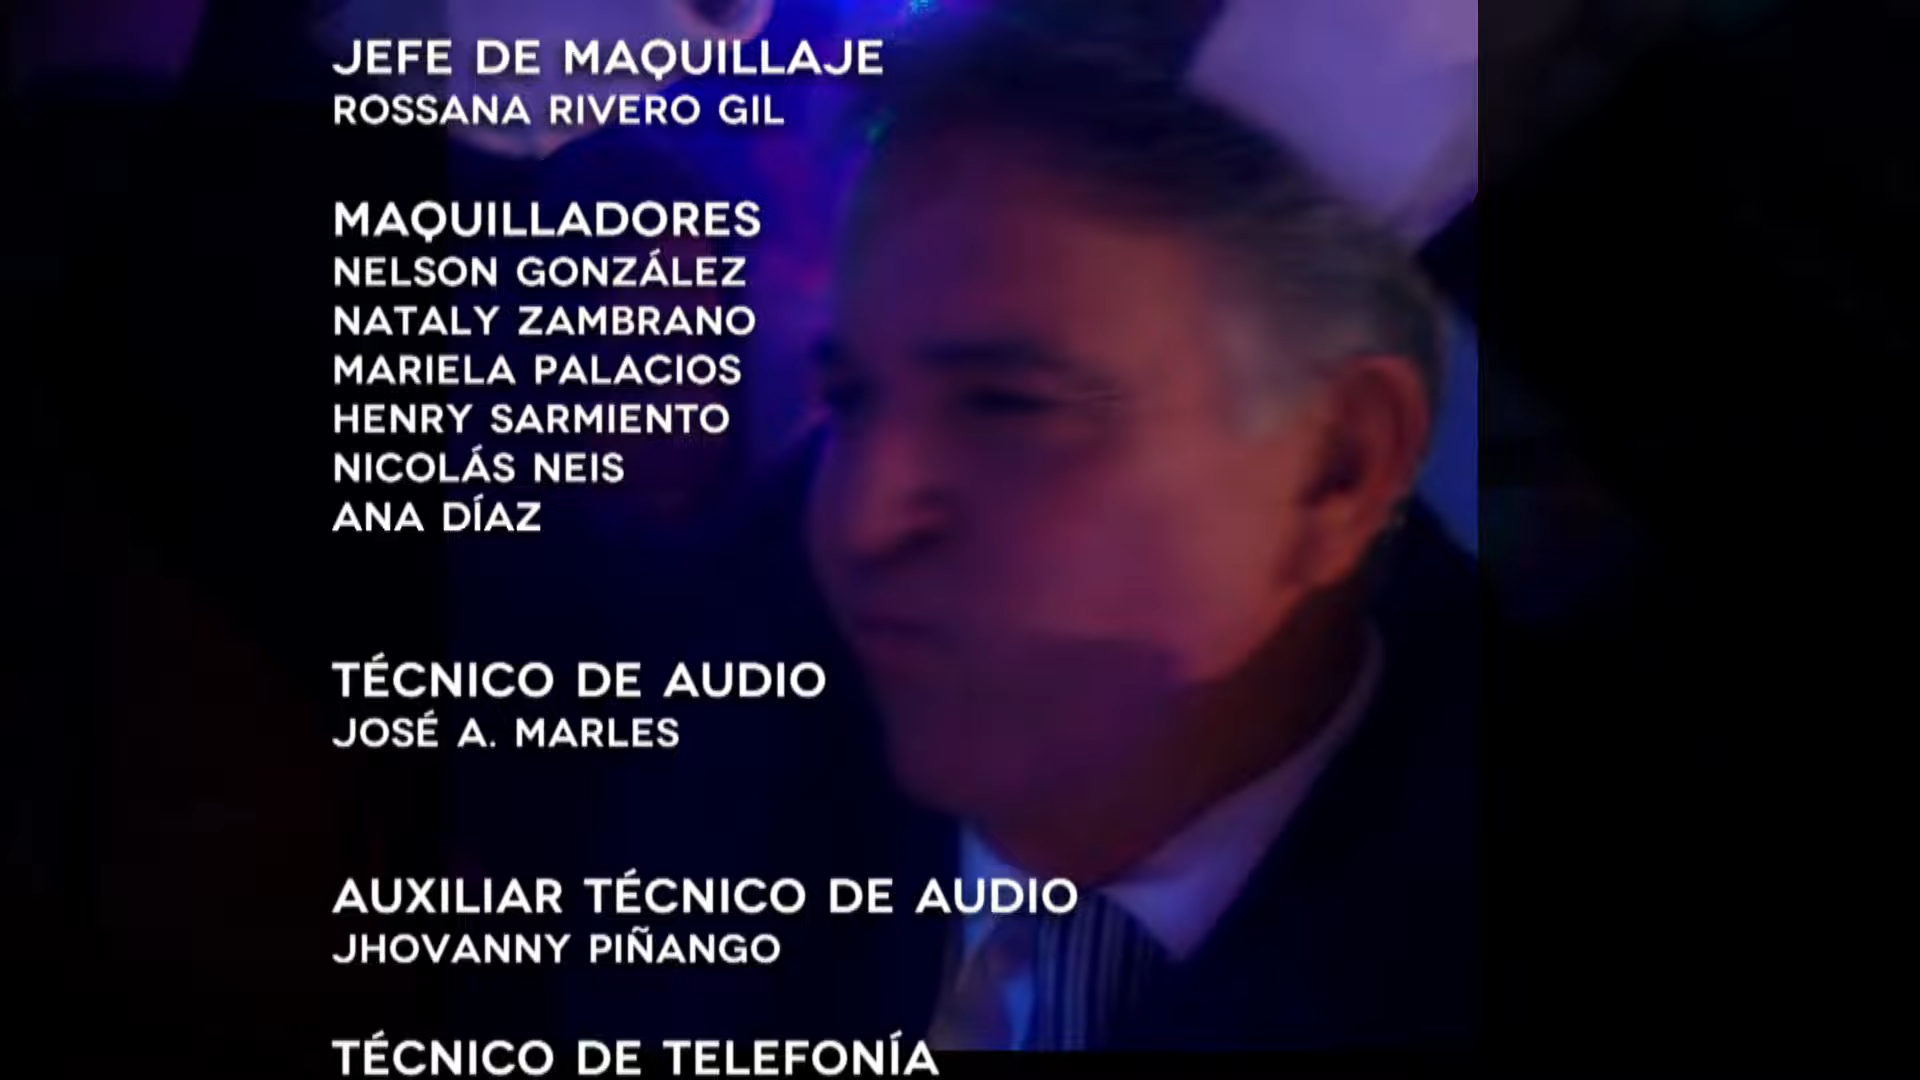 JEFE DE MAQUILLAJE
ROSSANA RIVERO GIL
MAQUILLADORES
NELSON GONZÁLEZ
NATALY ZAMBRANO
MARIELA PALACIOS
HENRY SARMIENTO
NICOLÁS NEIS
ANA DÍAZ
TÉCNICO DE AUDIO
JOSÉ A. MARLES
AUXILIAR TÉCNICO DE AUDIO
JHOVANNY PIÑANGO
TÉCNICO DE TELEFONÍA